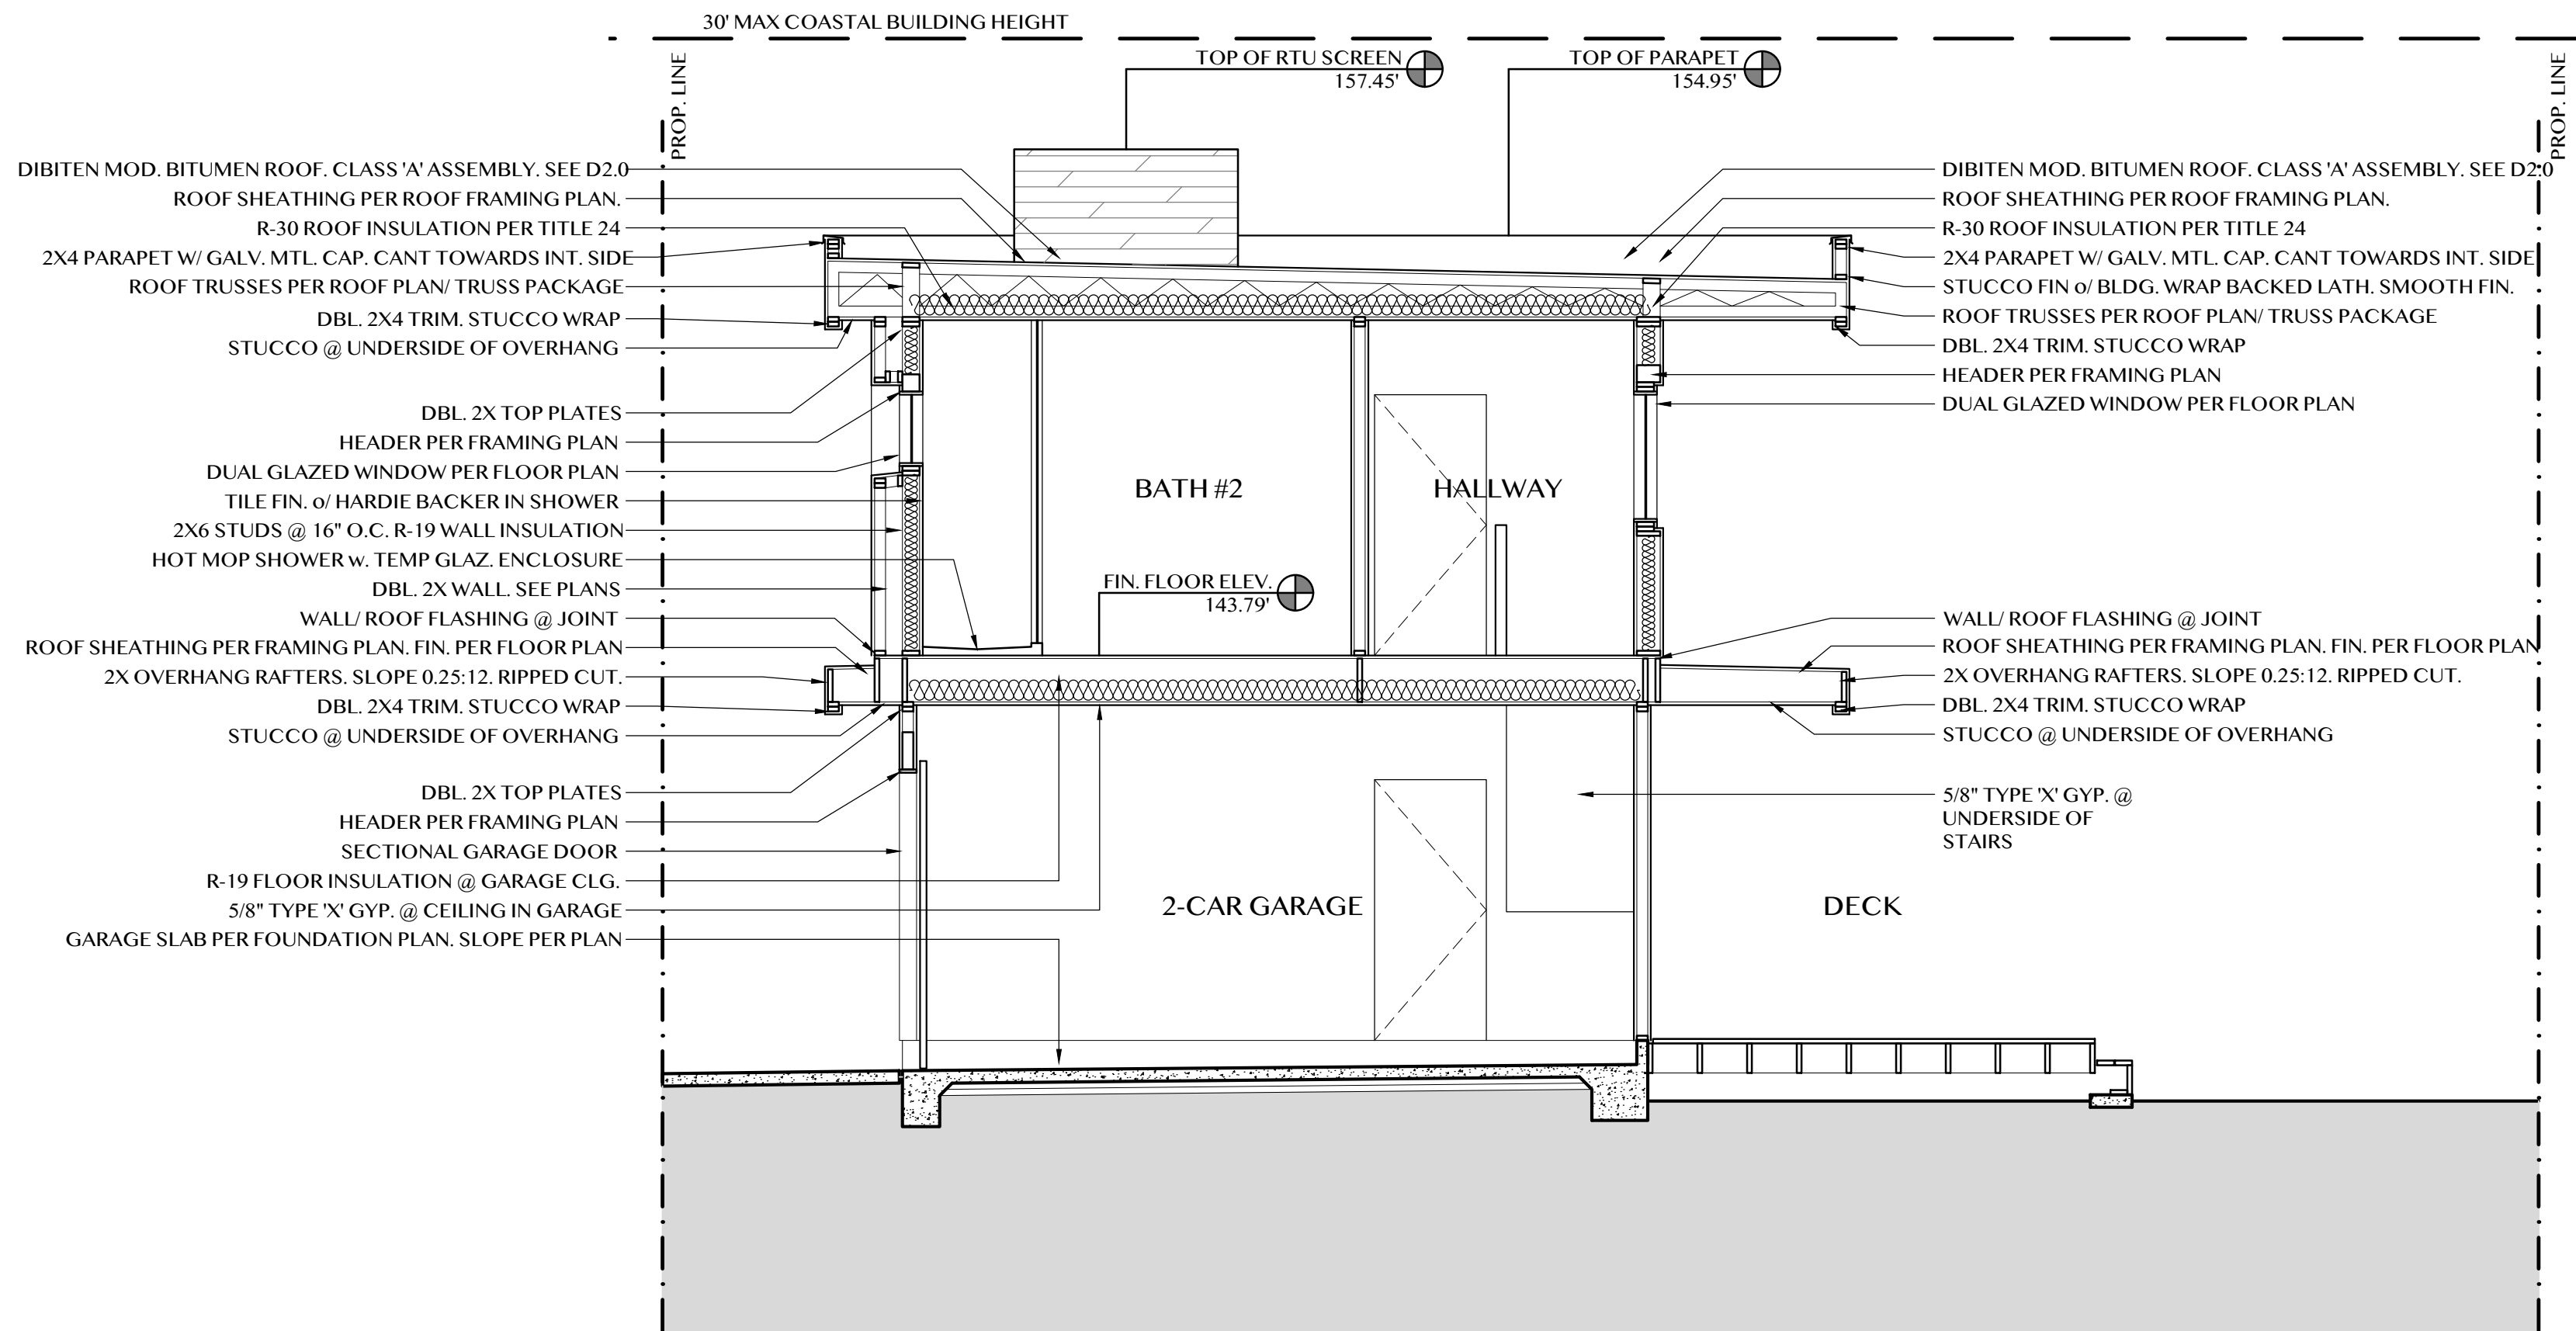 30' MAX COASTAL BUILDING HEIGHT
TOP OF RTU SCREEN
157.45'
TOP OF PARAPET
154.95'
PROP. LINE
PROP. LINE
DIBITEN MOD. BITUMEN ROOF. CLASS 'A' ASSEMBLY. SEE D2.0
ROOF SHEATHING PER ROOF FRAMING PLAN.
R-30 ROOF INSULATION PER TITLE 24
2X4 PARAPET W/ GALV. MTL. CAP. CANT TOWARDS INT. SIDE
ROOF TRUSSES PER ROOF PLAN/ TRUSS PACKAGE
DBL. 2X4 TRIM. STUCCO WRAP
STUCCO @ UNDERSIDE OF OVERHANG
DBL. 2X TOP PLATES
HEADER PER FRAMING PLAN
DUAL GLAZED WINDOW PER FLOOR PLAN
TILE FIN. o/ HARDIE BACKER IN SHOWER
2X6 STUDS @ 16" O.C. R-19 WALL INSULATION
HOT MOP SHOWER w. TEMP GLAZ. ENCLOSURE
DBL. 2X WALL. SEE PLANS
WALL/ ROOF FLASHING @ JOINT
ROOF SHEATHING PER FRAMING PLAN. FIN. PER FLOOR PLAN
2X OVERHANG RAFTERS. SLOPE 0.25:12. RIPPED CUT.
DBL. 2X4 TRIM. STUCCO WRAP
STUCCO @ UNDERSIDE OF OVERHANG
DBL. 2X TOP PLATES
HEADER PER FRAMING PLAN
SECTIONAL GARAGE DOOR
R-19 FLOOR INSULATION @ GARAGE CLG.
5/8" TYPE 'X' GYP. @ CEILING IN GARAGE
GARAGE SLAB PER FOUNDATION PLAN. SLOPE PER PLAN
BATH #2
HALLWAY
FIN. FLOOR ELEV.
143.79'
2-CAR GARAGE
DECK
DIBITEN MOD. BITUMEN ROOF. CLASS 'A' ASSEMBLY. SEE D2.0
ROOF SHEATHING PER ROOF FRAMING PLAN.
R-30 ROOF INSULATION PER TITLE 24
2X4 PARAPET W/ GALV. MTL. CAP. CANT TOWARDS INT. SIDE
STUCCO FIN o/ BLDG. WRAP BACKED LATH. SMOOTH FIN.
ROOF TRUSSES PER ROOF PLAN/ TRUSS PACKAGE
DBL. 2X4 TRIM. STUCCO WRAP
HEADER PER FRAMING PLAN
DUAL GLAZED WINDOW PER FLOOR PLAN
WALL/ ROOF FLASHING @ JOINT
ROOF SHEATHING PER FRAMING PLAN. FIN. PER FLOOR PLAN
2X OVERHANG RAFTERS. SLOPE 0.25:12. RIPPED CUT.
DBL. 2X4 TRIM. STUCCO WRAP
STUCCO @ UNDERSIDE OF OVERHANG
5/8" TYPE 'X' GYP. @
UNDERSIDE OF
STAIRS